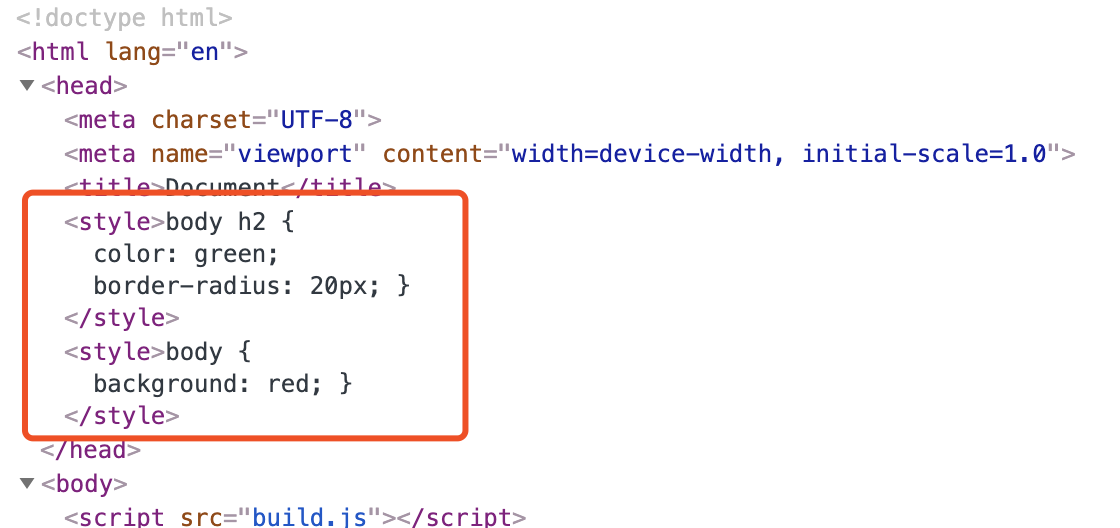 <!doctype html>
<html lang="en">
<head>
<meta charset="UTF-8">
<meta name="viewport" content="width=device-width, initial-scale=1.0">
<title>Document</title>
<style>body h2 {
color: green;
border-radius: 20px; }
</style>
<style>body {
background: red; }
</style>
</head>
<body>
<script src="build.js"></script>